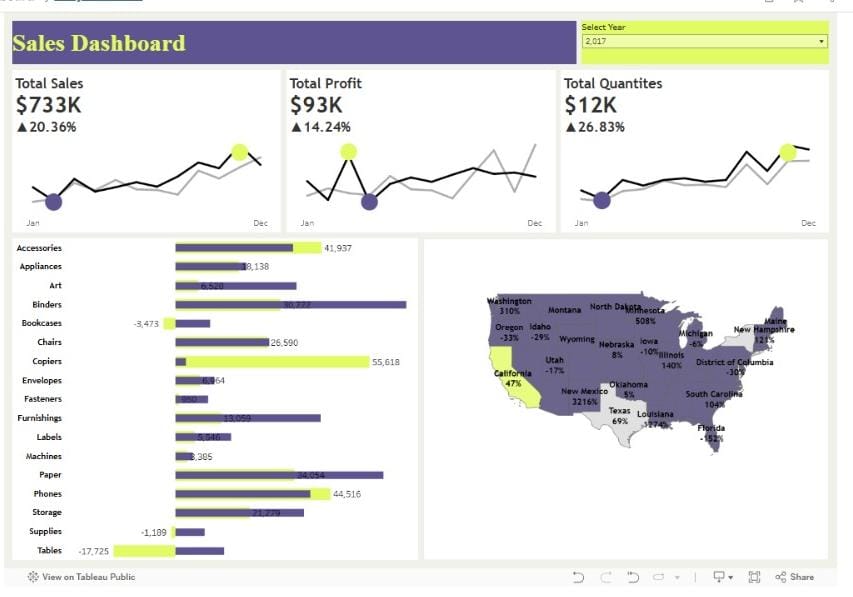 Sales Dashboard
Select Year
2,017
Total Sales
$733K
▲20.36%
Jan Dec
Total Profit
$93K
▲14.24%
Jan Dec
Total Quantites
$12K
▲26.83%
Jan Dec
Accessories 41,937
Appliances 18,138
Art 6,528
Binders 30,772
Bookcases -3,473
Chairs 26,590
Copiers 55,618
Envelopes 6,964
Fasteners 950
Furnishings 13,059
Labels 5,546
Machines 3,385
Paper 34,054
Phones 44,516
Storage 21,279
Supplies -1,189
Tables -17,725
Washington
310%
Montana
North Dakota
Minnesota
508%
Oregon
-33%
Idaho
-29%
Wyoming
Nebraska
8%
Iowa
-10%
Illinois
140%
Michigan
-6%
Maine
New Hampshire
121%
Utah
-17%
District of Columbia
-30%
California
47%
New Mexico
3216%
Oklahoma
5%
Texas
69%
Louisiana
South Carolina
104%
Florida
-152%
View on Tableau Public
Share